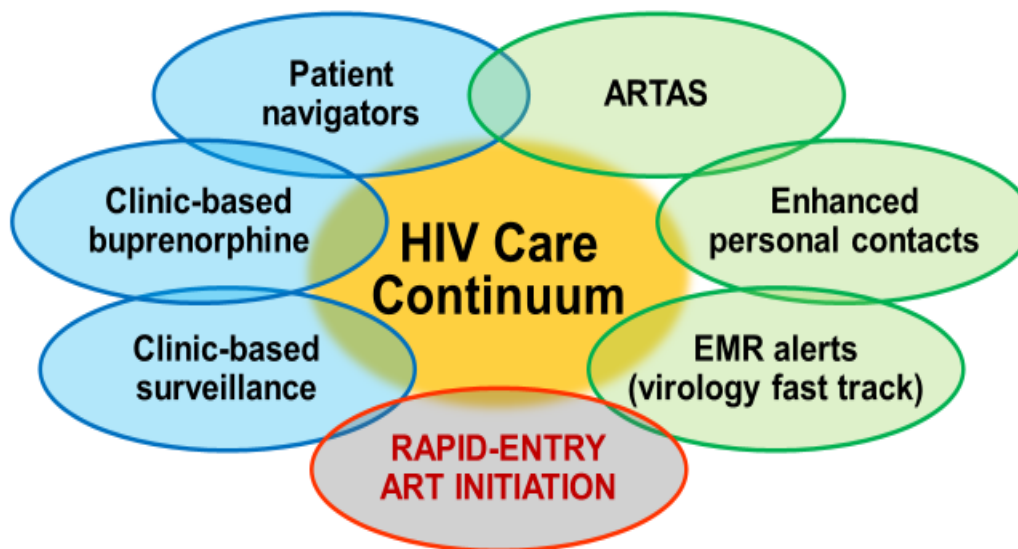 Patient
navigators
ARTAS
Clinic-based
buprenorphine
HIV Care
Continuum
Enhanced
personal contacts
Clinic-based
surveillance
EMR alerts
(virology fast track)
RAPID-ENTRY
ART INITIATION